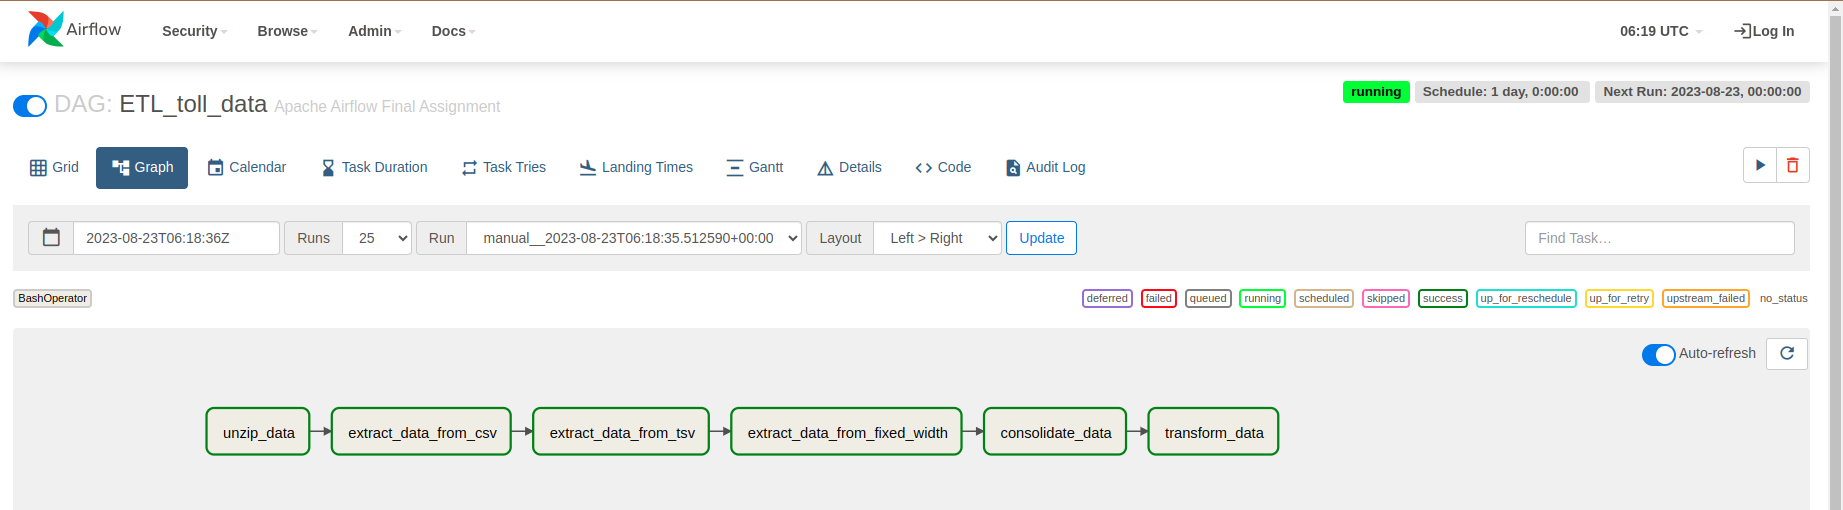 Airflow Security Browse Admin Docs 06:19 UTC Log In
DAG: ETL_toll_data Apache Airflow Final Assignment running Schedule: 1 day, 0:00:00 Next Run: 2023-08-23, 00:00:00
Grid Graph Calendar Task Duration Task Tries Landing Times Gantt Details Code Audit Log
2023-08-23T06:18:36Z Runs 25 Run manual__2023-08-23T06:18:35.512590+00:00 Layout Left > Right Update Find Task…
BashOperator deferred failed queued running scheduled skipped success up_for_reschedule up_for_retry upstream_failed no_status
Auto-refresh
unzip_data extract_data_from_csv extract_data_from_tsv extract_data_from_fixed_width consolidate_data transform_data